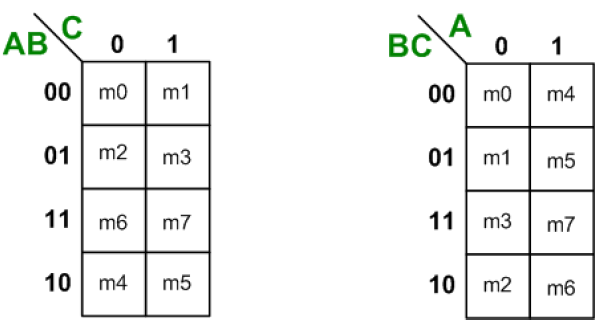 C
AB 0 1
00 m0 m1
01 m2 m3
11 m6 m7
10 m4 m5
A
BC 0 1
00 m0 m4
01 m1 m5
11 m3 m7
10 m2 m6